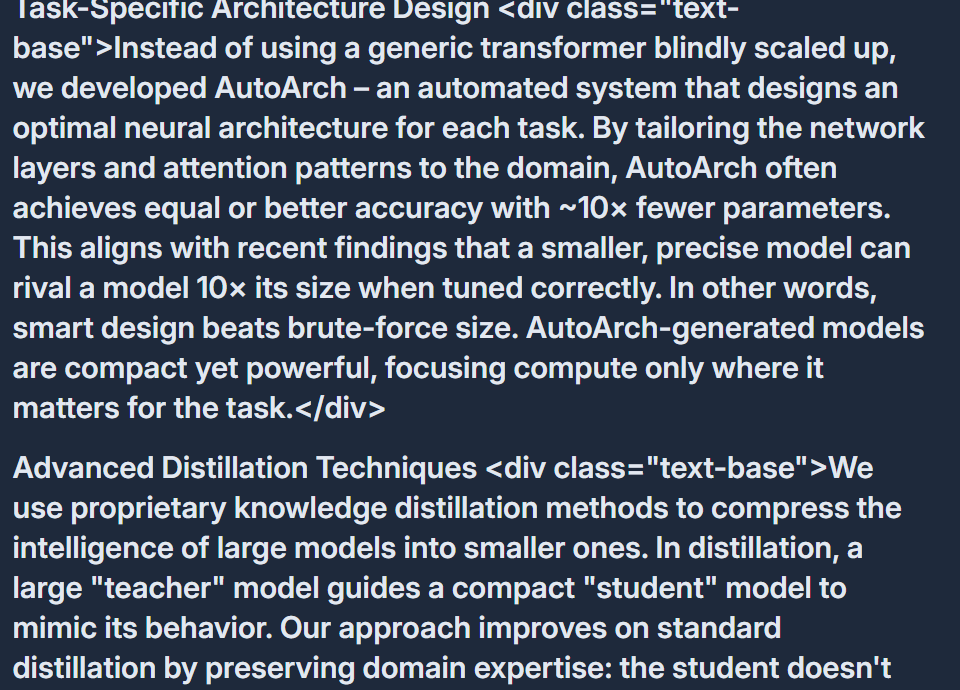 Task-Specific Architecture Design <div class="text-
base">Instead of using a generic transformer blindly scaled up,
we developed AutoArch – an automated system that designs an
optimal neural architecture for each task. By tailoring the network
layers and attention patterns to the domain, AutoArch often
achieves equal or better accuracy with ~10× fewer parameters.
This aligns with recent findings that a smaller, precise model can
rival a model 10× its size when tuned correctly. In other words,
smart design beats brute-force size. AutoArch-generated models
are compact yet powerful, focusing compute only where it
matters for the task.</div>
Advanced Distillation Techniques <div class="text-base">We
use proprietary knowledge distillation methods to compress the
intelligence of large models into smaller ones. In distillation, a
large "teacher" model guides a compact "student" model to
mimic its behavior. Our approach improves on standard
distillation by preserving domain expertise: the student doesn't